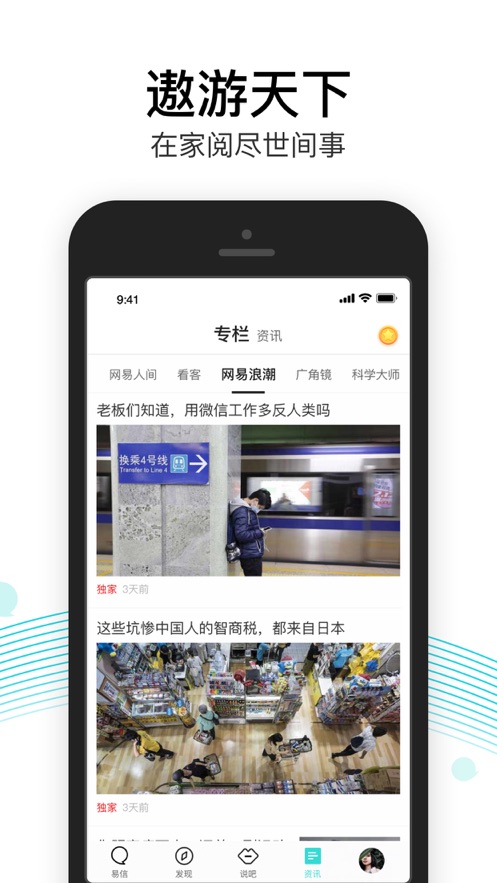 遨游天下
在家阅尽世间事
9:41
专栏 资讯
网易人间 看客 网易浪潮 广角镜 科学大师
老板们知道，用微信工作多反人类吗
换乘4号线
Transfer to Line 4
独家 3天前
这些坑惨中国人的智商税，都来自日本
独家 3天前
易信 发现 说吧 资讯